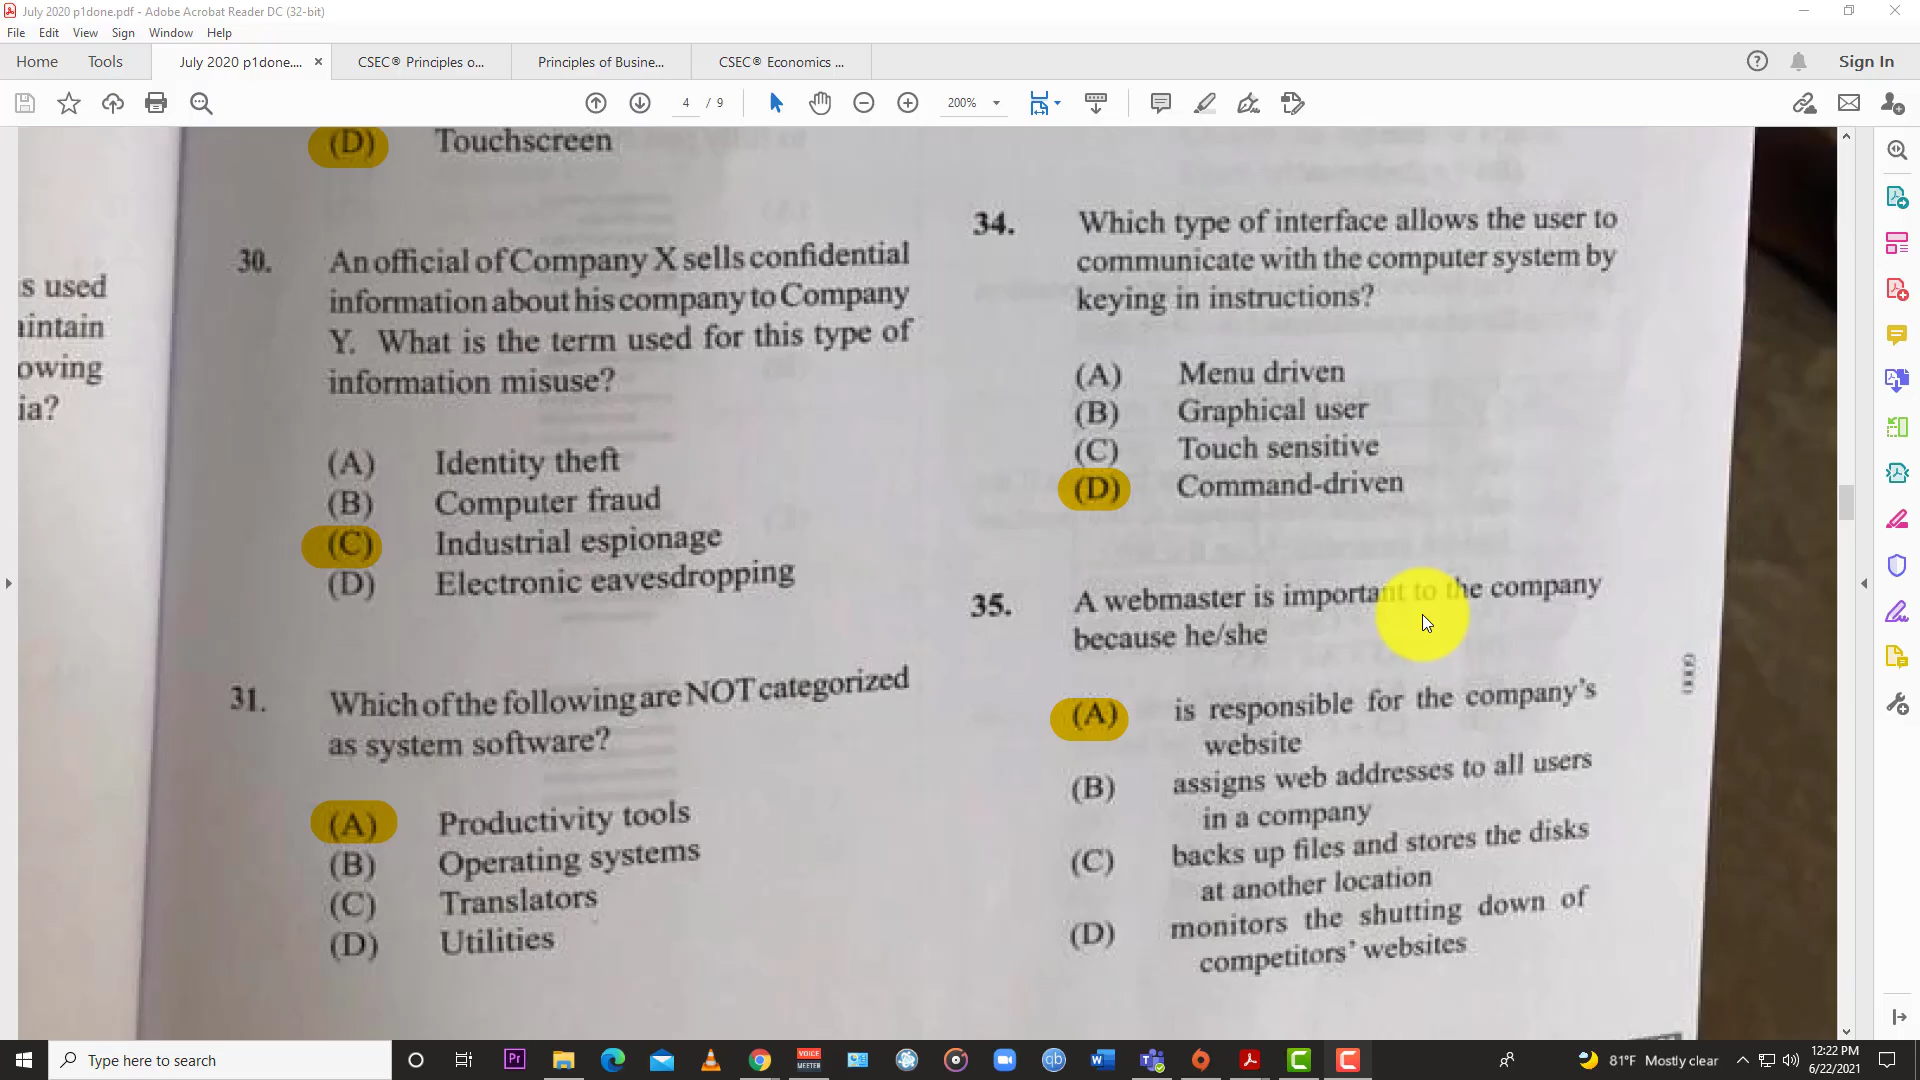 July 2020 p1done.pdf - Adobe Acrobat Reader DC (32-bit)
File Edit View Sign Window Help
Home Tools July 2020 p1done.... × CSEC® Principles o... Principles of Busine... CSEC® Economics ... Sign In
4 / 9 200%
(D) Touchscreen
s used
aintain
owing
ia?
30. An official of Company X sells confidential
information about his company to Company
Y. What is the term used for this type of
information misuse?
(A) Identity theft
(B) Computer fraud
(C) Industrial espionage
(D) Electronic eavesdropping
31. Which of the following are NOT categorized
as system software?
(A) Productivity tools
(B) Operating systems
(C) Translators
(D) Utilities
34. Which type of interface allows the user to
communicate with the computer system by
keying in instructions?
(A) Menu driven
(B) Graphical user
(C) Touch sensitive
(D) Command-driven
35. A webmaster is important to the company
because he/she
(A) is responsible for the company's
website
(B) assigns web addresses to all users
in a company
(C) backs up files and stores the disks
at another location
(D) monitors the shutting down of
competitors' websites
Type here to search
Pr
VOICE
MEETER
qb
81°F Mostly clear
12:22 PM
6/22/2021